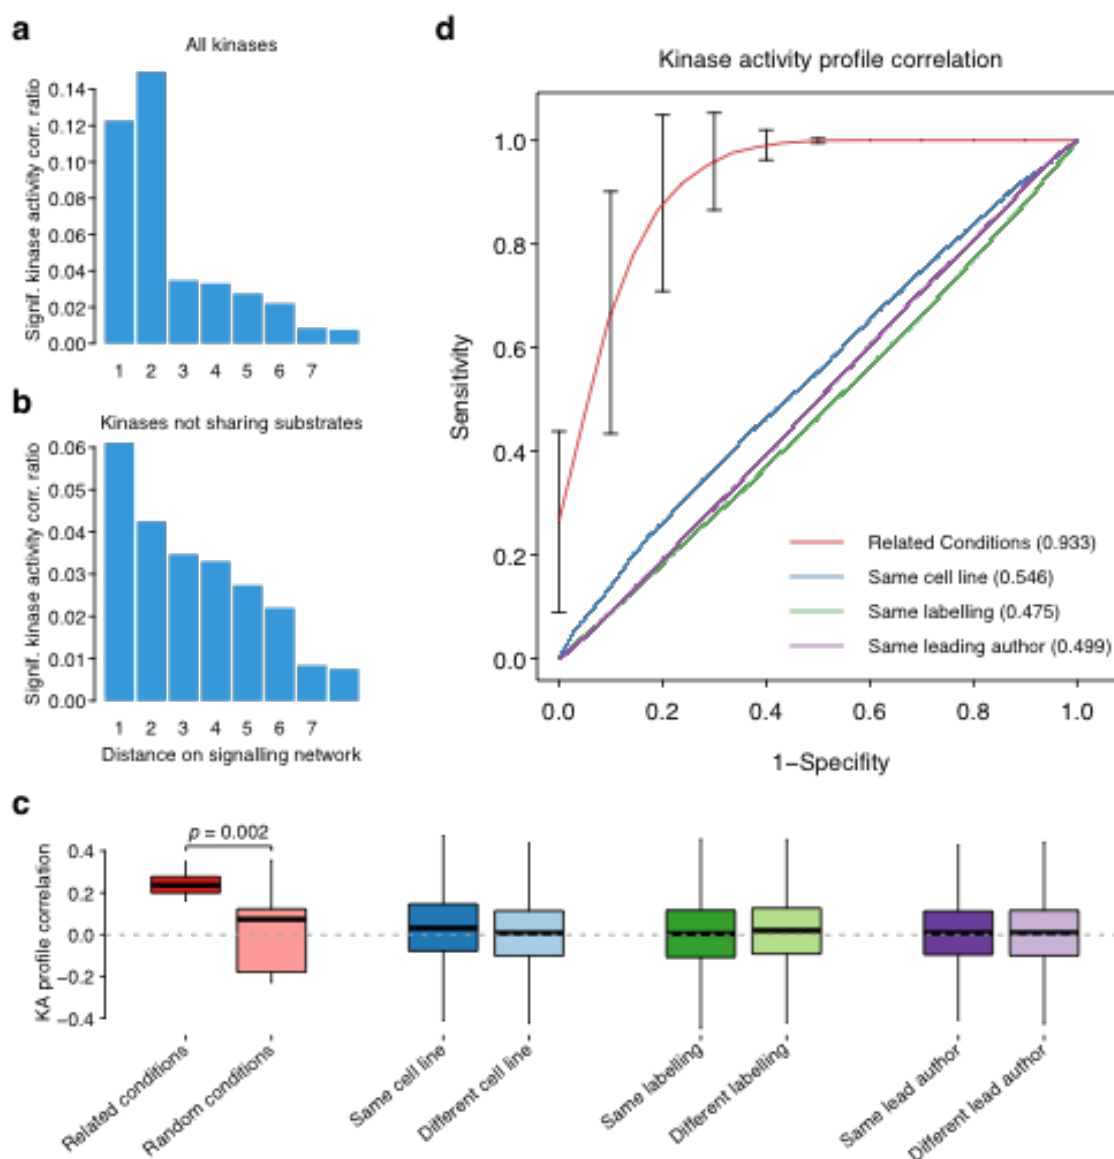 a
All kinases
Signif. kinase activity corr. ratio
0.14
0.12
0.10
0.08
0.06
0.04
0.02
0.00
1 2 3 4 5 6 7
b
Kinases not sharing substrates
Signif. kinase activity corr. ratio
0.06
0.05
0.04
0.03
0.02
0.01
0.00
1 2 3 4 5 6 7
Distance on signalling network
d
Kinase activity profile correlation
Sensitivity
1.0
0.8
0.6
0.4
0.2
0.0
Related Conditions (0.933)
Same cell line (0.546)
Same labelling (0.475)
Same leading author (0.499)
0.0 0.2 0.4 0.6 0.8 1.0
1−Specifity
c
KA profile correlation
p = 0.002
0.4
0.2
0.0
−0.2
−0.4
Related conditions
Random conditions
Same cell line
Different cell line
Same labelling
Different labelling
Same lead author
Different lead author